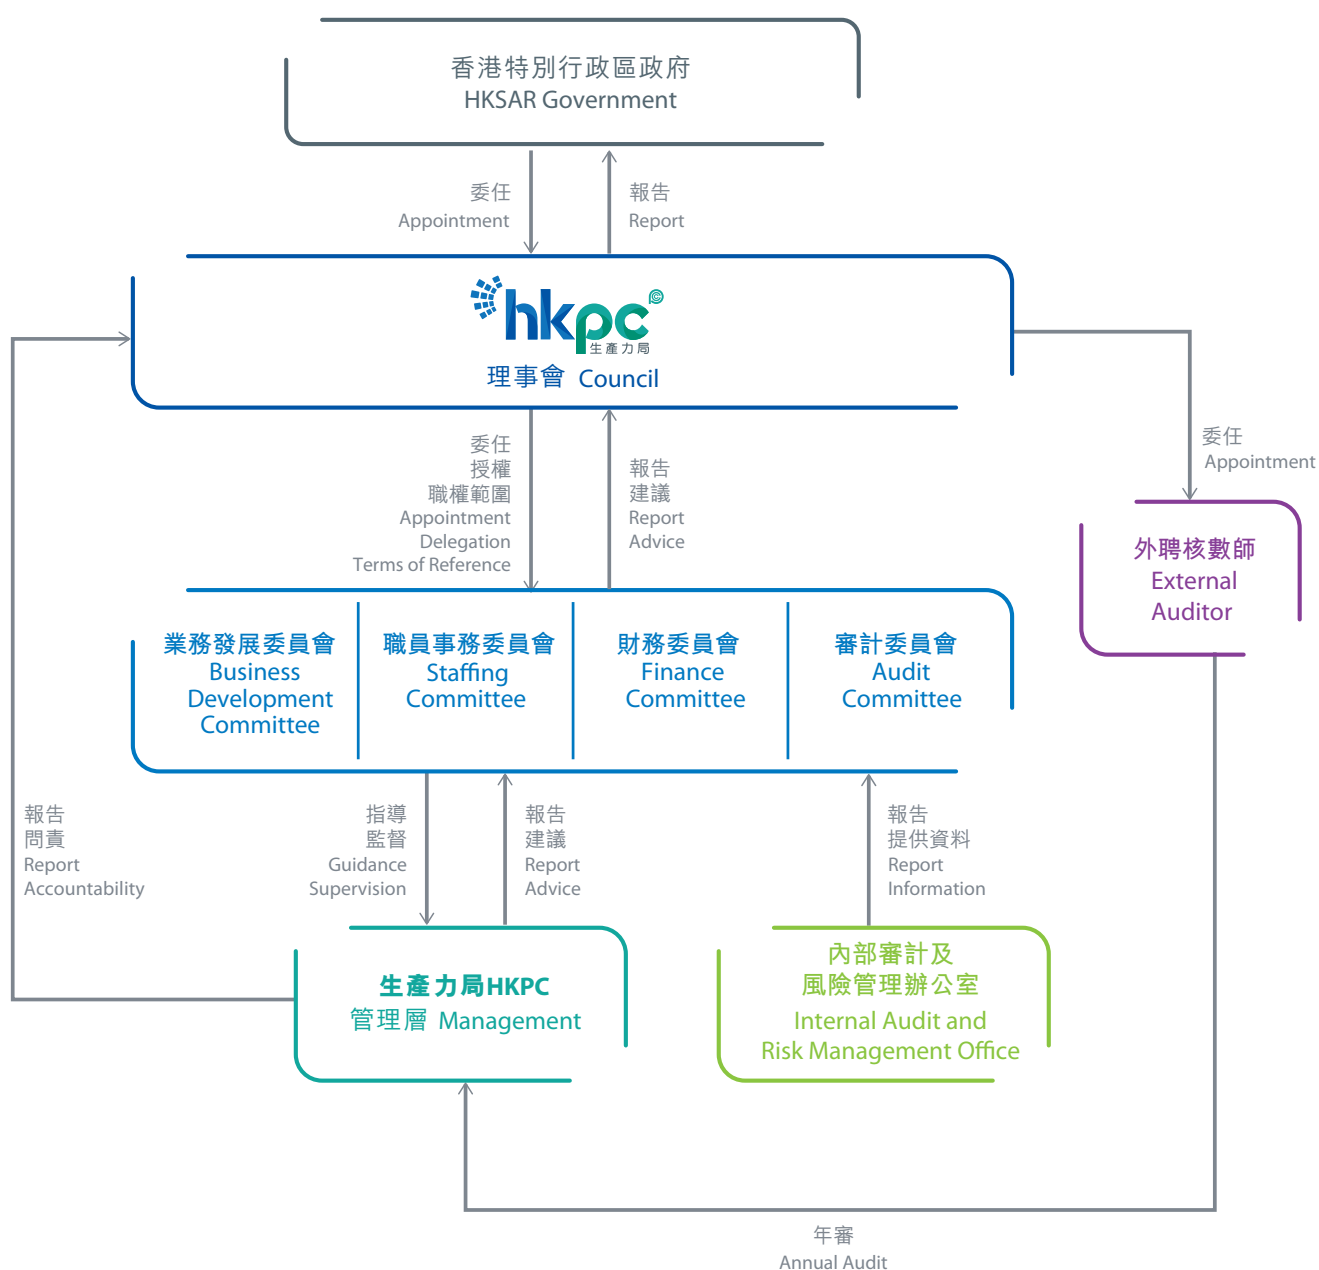 香港特別行政區政府
HKSAR Government
委任
Appointment
報告
Report
hkpc
生產力局
理事會 Council
委任
授權
職權範圍
Appointment
Delegation
Terms of Reference
報告
建議
Report
Advice
委任
Appointment
外聘核數師
External
Auditor
業務發展委員會
Business
Development
Committee
職員事務委員會
Staffing
Committee
財務委員會
Finance
Committee
審計委員會
Audit
Committee
報告
問責
Report
Accountability
指導
監督
Guidance
Supervision
報告
建議
Report
Advice
報告
提供資料
Report
Information
生產力局HKPC
管理層 Management
內部審計及
風險管理辦公室
Internal Audit and
Risk Management Office
年審
Annual Audit